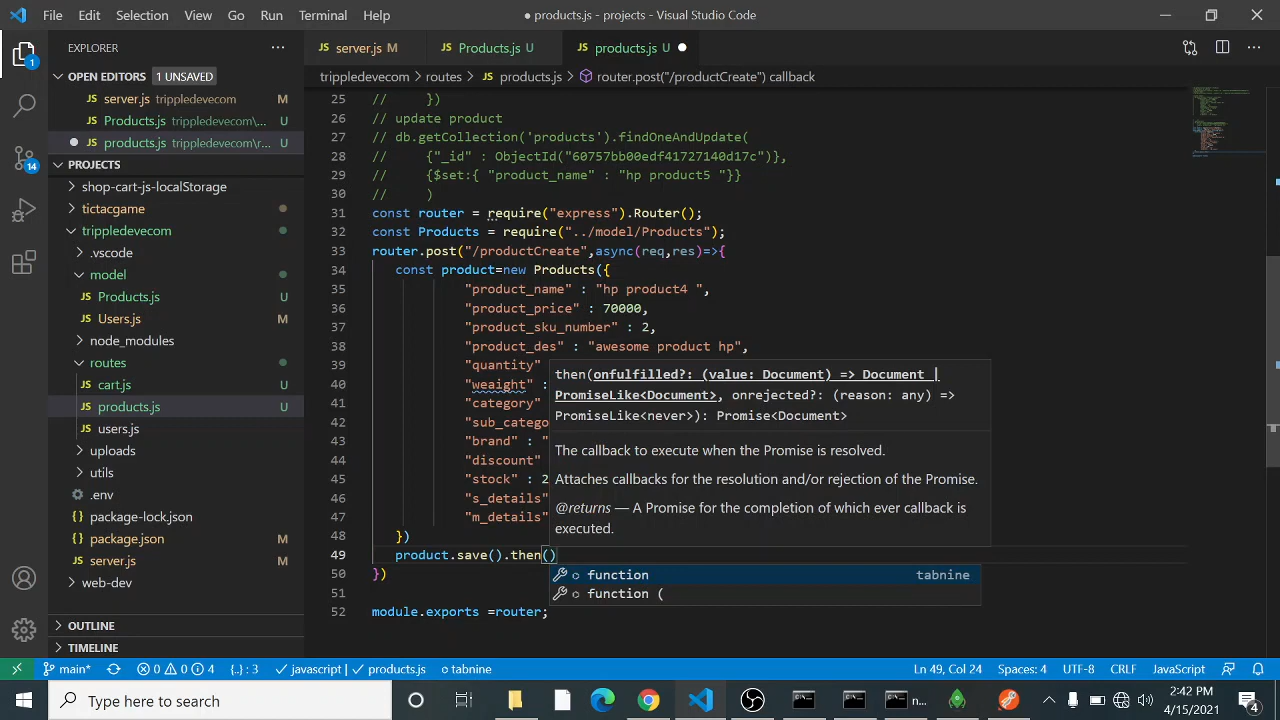 File Edit Selection View Go Run Terminal Help
● products.js - projects - Visual Studio Code
EXPLORER
JS server.js M
JS Products.js U
JS products.js U ●
OPEN EDITORS 1 UNSAVED
trippledevecom > routes > JS products.js > router.post("/productCreate") callback
JS server.js trippledevecom M
JS Products.js trippledevecom\... U
● JS products.js trippledevecom\r... U
PROJECTS
shop-cart-js-localStorage
tictacgame
trippledevecom
.vscode
model
JS Products.js U
JS Users.js M
node_modules
routes
JS cart.js U
JS products.js U
JS users.js
uploads
utils
.env
{} package-lock.json
{} package.json M
JS server.js M
web-dev
OUTLINE
TIMELINE
1
14
25 // })
26 // update product
27 // db.getCollection('products').findOneAndUpdate(
28 // {"_id" : ObjectId("60757bb00edf41727140d17c")},
29 // {$set:{ "product_name" : "hp product5 "}}
30 // )
31 const router = require("express").Router();
32 const Products = require("../model/Products");
33 router.post("/productCreate",async(req,res)=>{
34 const product=new Products({
35 "product_name" : "hp product4 ",
36 "product_price" : 70000,
37 "product_sku_number" : 2,
38 "product_des" : "awesome product hp",
39 "quantity"
40 "weaight" :
41 "category"
42 "sub_catego
43 "brand" : "
44 "discount"
45 "stock" : 2
46 "s_details"
47 "m_details"
48 })
49 product.save().then()
50 })
51
52 module.exports =router;
then(onfulfilled?: (value: Document) => Document |
PromiseLike<Document>, onrejected?: (reason: any) =>
PromiseLike<never>): Promise<Document>
The callback to execute when the Promise is resolved.
Attaches callbacks for the resolution and/or rejection of the Promise.
@returns — A Promise for the completion of which ever callback is
executed.
function tabnine
function (
main* 0 0 4 {..} : 3 javascript | products.js tabnine Ln 49, Col 24 Spaces: 4 UTF-8 CRLF JavaScript
Type here to search
n...
2:42 PM
4/15/2021
4